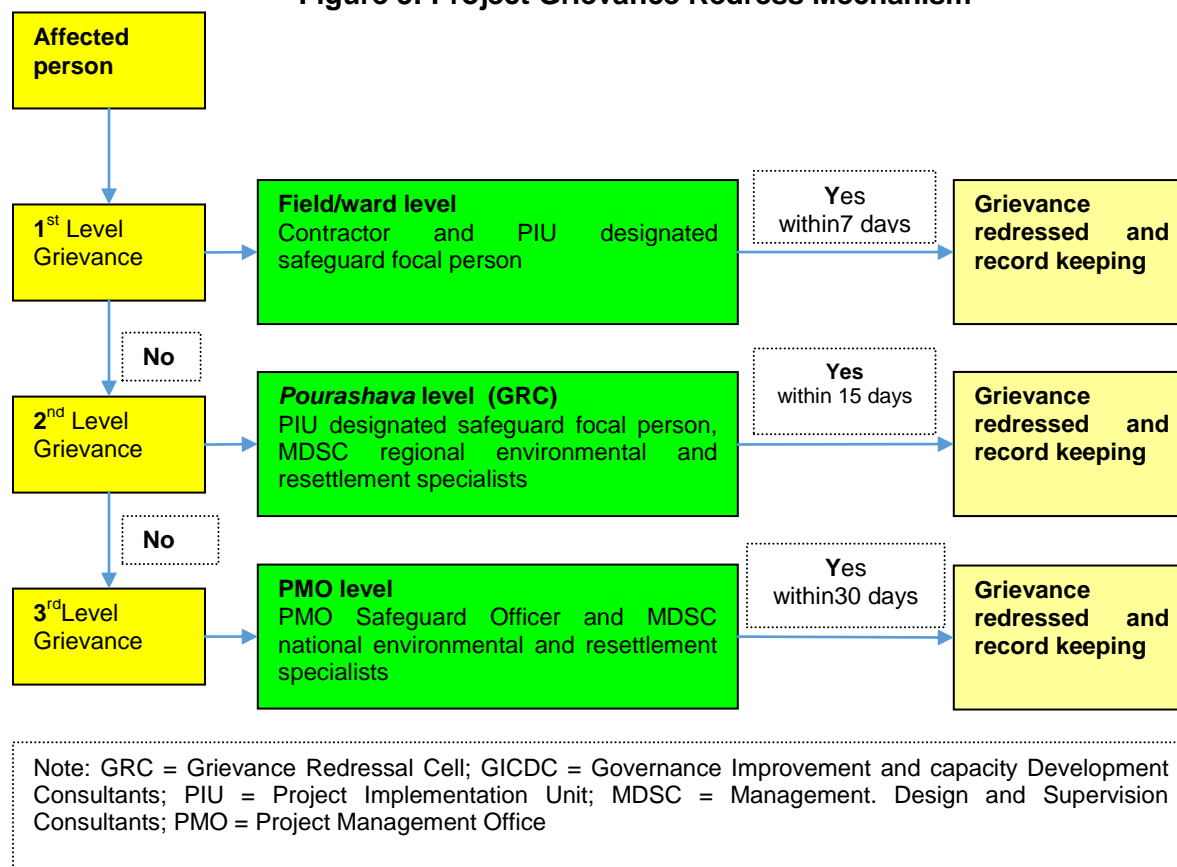 Affected
person
1st Level
Grievance
Field/ward level
Contractor and PIU designated
safeguard focal person
Yes
within7 days
Grievance
redressed and
record keeping
No
2nd Level
Grievance
Pourashava level (GRC)
PIU designated safeguard focal person,
MDSC regional environmental and
resettlement specialists
Yes
within 15 days
Grievance
redressed and
record keeping
No
3rdLevel
Grievance
PMO level
PMO Safeguard Officer and MDSC
national environmental and resettlement
specialists
Yes
within30 days
Grievance
redressed and
record keeping
Note: GRC = Grievance Redressal Cell; GICDC = Governance Improvement and capacity Development
Consultants; PIU = Project Implementation Unit; MDSC = Management. Design and Supervision
Consultants; PMO = Project Management Office